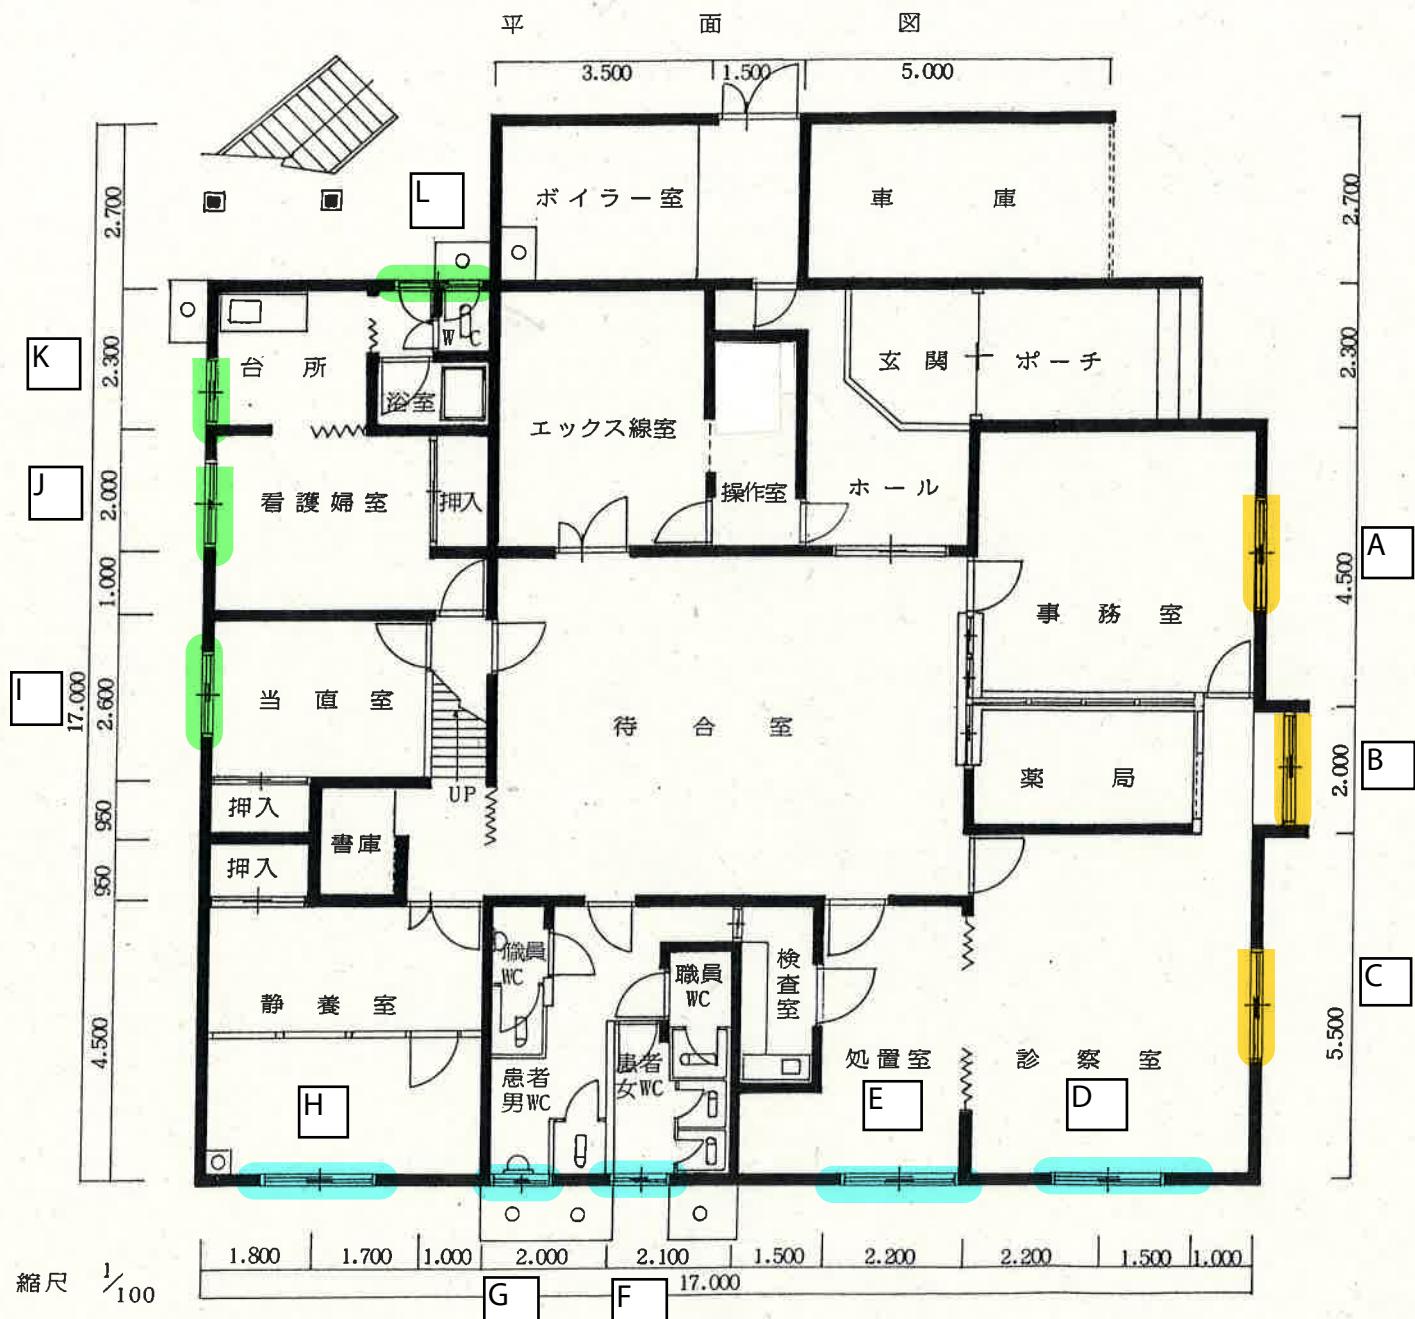 平面図
3.500 1.500 5.000
L
ボイラー室
車庫
2.700
2.700
WC
K
台所
浴室
2.300
玄関 ポーチ
2.300
エックス線室
J
2.000
看護婦室
押入
操作室
ホール
A
4.500
1.000
事務室
I
17.000
2.600
当直室
待合室
薬局
2.000
B
UP
押入
950
書庫
押入
950
職員
WC
職員
WC
検査室
C
静養室
4.500
5.500
患者
男WC
患者
女WC
処置室
診察室
H
E
D
1.800 1.700 1.000 2.000 2.100 1.500 2.200 2.200 1.500 1.000
17.000
縮尺 1/100
G
F